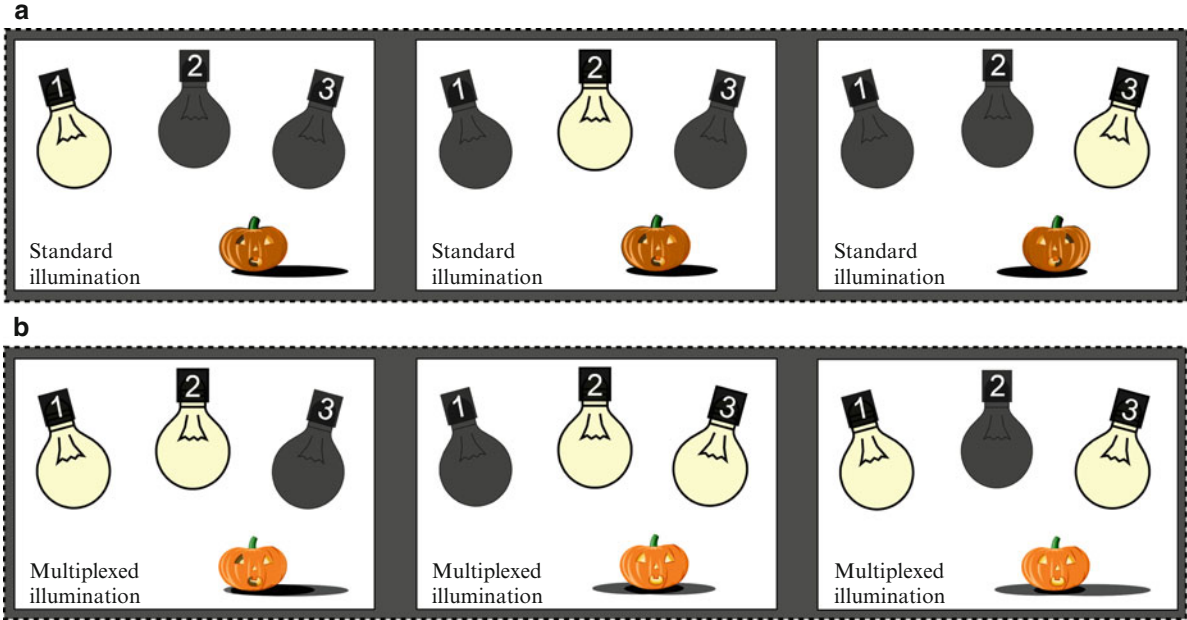 a
1 2 3
Standard
illumination
1 2 3
Standard
illumination
1 2 3
Standard
illumination
b
1 2 3
Multiplexed
illumination
1 2 3
Multiplexed
illumination
1 2 3
Multiplexed
illumination